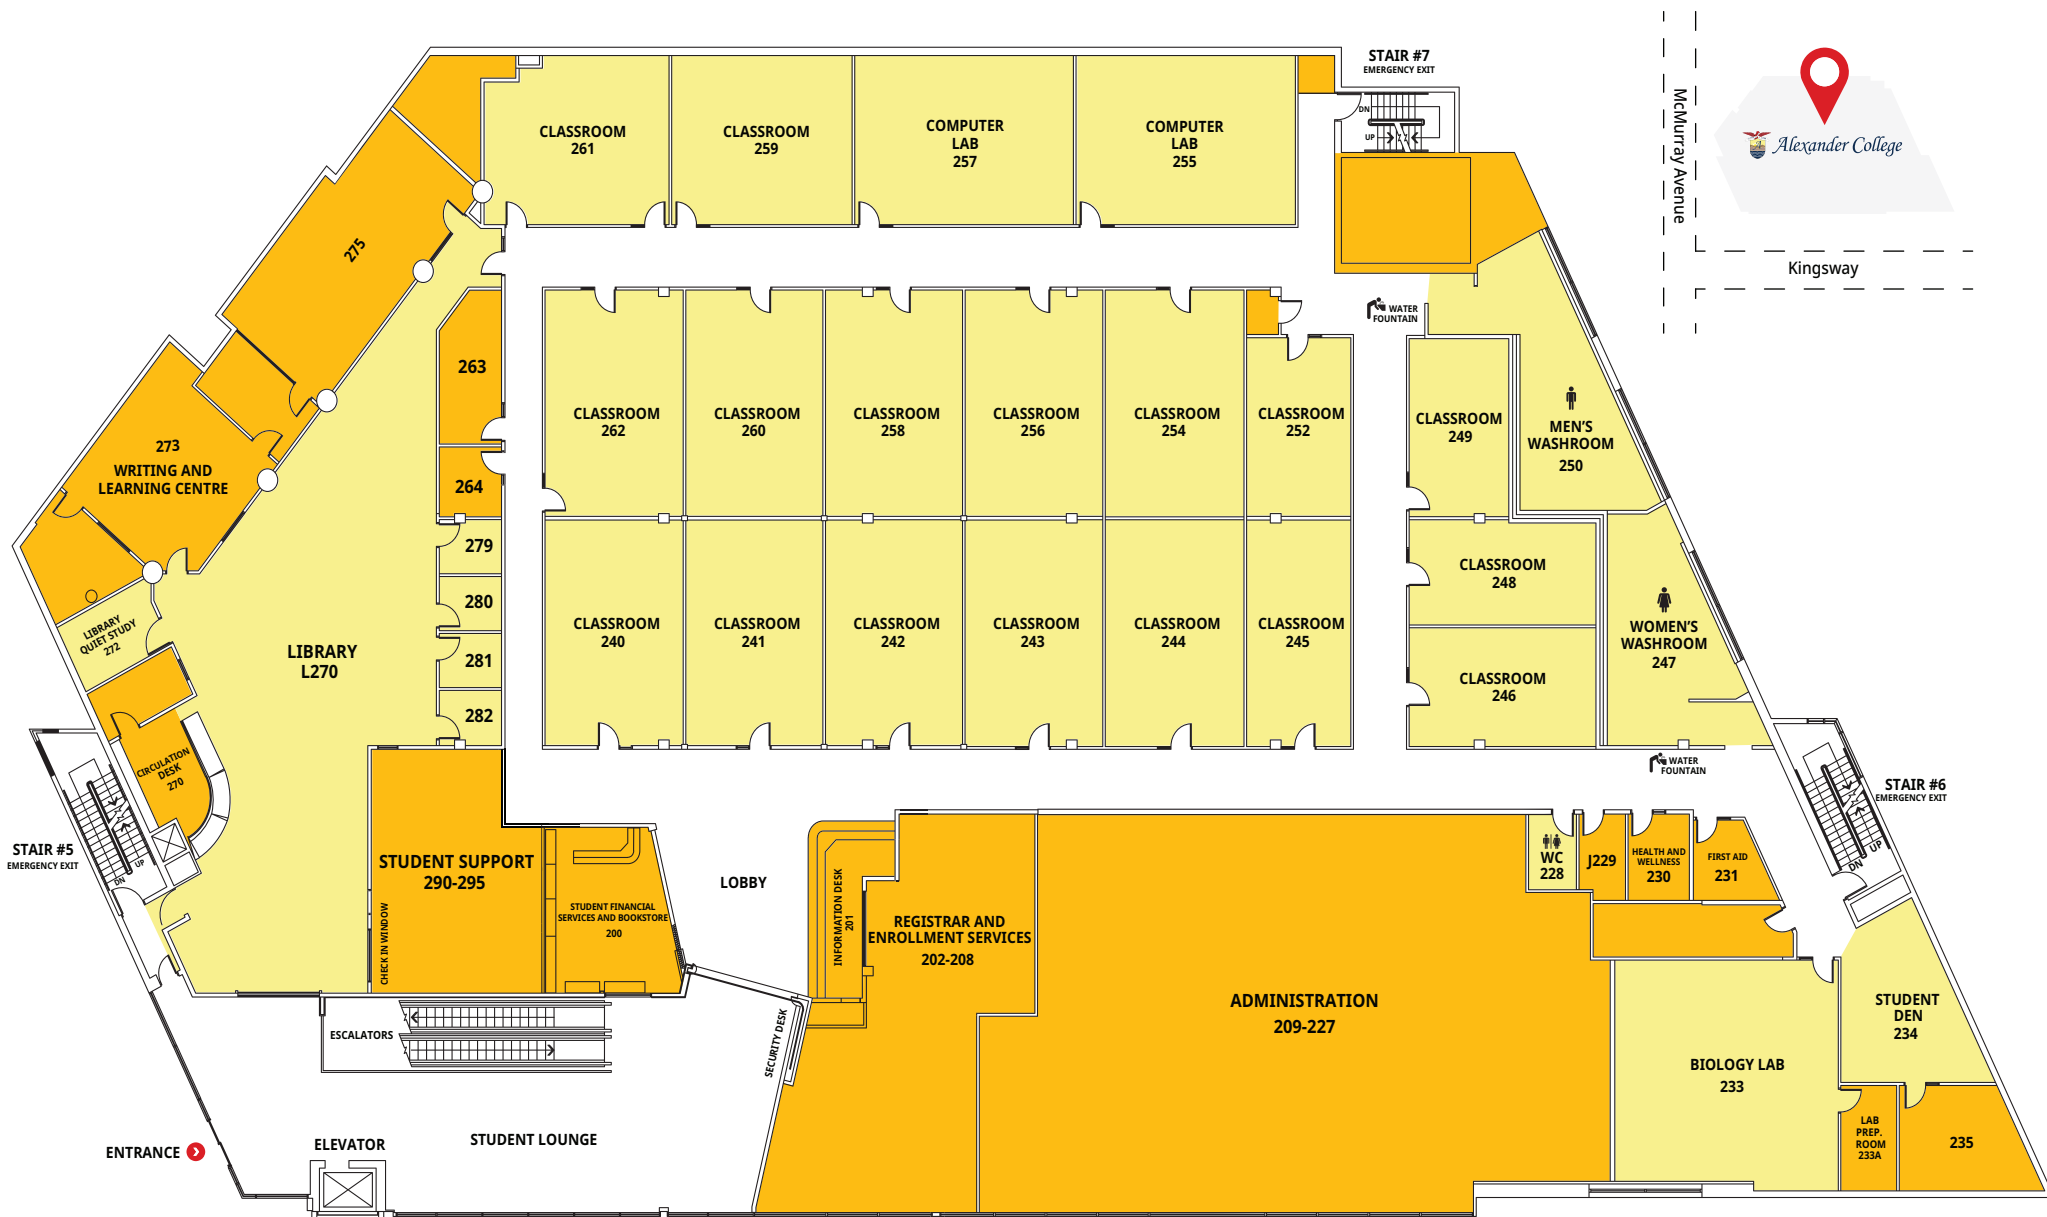 STAIR #7
EMERGENCY EXIT
DN
UP
McMurray Avenue
Alexander College
Kingsway
CLASSROOM
261
CLASSROOM
259
COMPUTER
LAB
257
COMPUTER
LAB
255
275
263
264
279
280
281
282
273
WRITING AND
LEARNING CENTRE
LIBRARY
QUIET STUDY
272
LIBRARY
L270
CIRCULATION
DESK
270
CLASSROOM
262
CLASSROOM
260
CLASSROOM
258
CLASSROOM
256
CLASSROOM
254
CLASSROOM
252
WATER
FOUNTAIN
CLASSROOM
249
MEN'S
WASHROOM
250
CLASSROOM
240
CLASSROOM
241
CLASSROOM
242
CLASSROOM
243
CLASSROOM
244
CLASSROOM
245
CLASSROOM
248
CLASSROOM
246
WOMEN'S
WASHROOM
247
WATER
FOUNTAIN
STAIR #6
EMERGENCY EXIT
DN
UP
STAIR #5
EMERGENCY EXIT
DN
UP
STUDENT SUPPORT
290-295
CHECK IN WINDOW
STUDENT FINANCIAL
SERVICES AND BOOKSTORE
200
LOBBY
INFORMATION DESK
201
REGISTRAR AND
ENROLLMENT SERVICES
202-208
ADMINISTRATION
209-227
WC
228
J229
HEALTH AND
WELLNESS
230
FIRST AID
231
STUDENT
DEN
234
BIOLOGY LAB
233
LAB
PREP.
ROOM
233A
235
ESCALATORS
SECURITY DESK
STUDENT LOUNGE
ELEVATOR
ENTRANCE